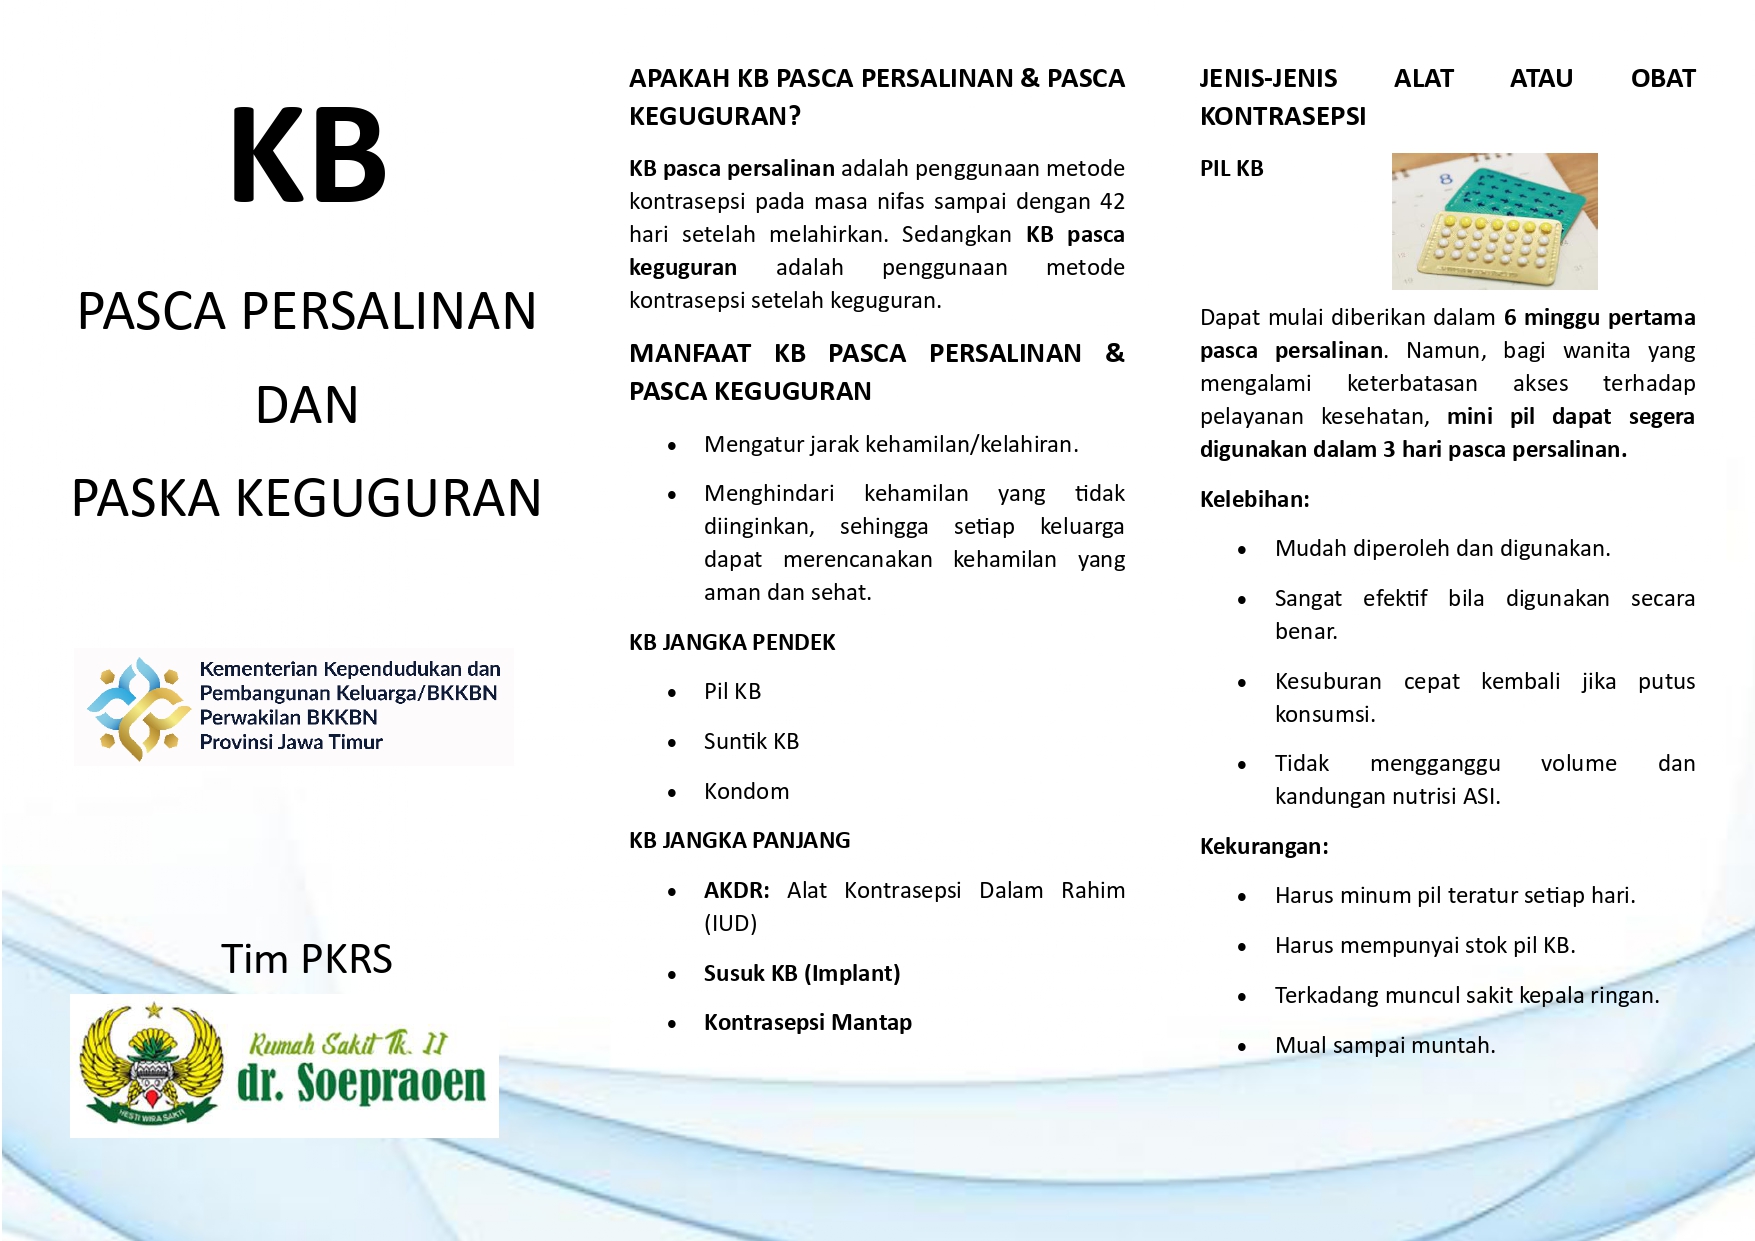 KB
PASCA PERSALINAN
DAN
PASKA KEGUGURAN
Kementerian Kependudukan dan
Pembangunan Keluarga/BKKBN
Perwakilan BKKBN
Provinsi Jawa Timur
Tim PKRS
HESTI WIRA SAKTI
Rumah Sakit Tk. II
dr. Soepraoen
APAKAH KB PASCA PERSALINAN & PASCA
KEGUGURAN?
KB pasca persalinan adalah penggunaan metode
kontrasepsi pada masa nifas sampai dengan 42
hari setelah melahirkan. Sedangkan KB pasca
keguguran adalah penggunaan metode
kontrasepsi setelah keguguran.
MANFAAT KB PASCA PERSALINAN &
PASCA KEGUGURAN
• Mengatur jarak kehamilan/kelahiran.
• Menghindari kehamilan yang tidak
diinginkan, sehingga setiap keluarga
dapat merencanakan kehamilan yang
aman dan sehat.
KB JANGKA PENDEK
• Pil KB
• Suntik KB
• Kondom
KB JANGKA PANJANG
• AKDR: Alat Kontrasepsi Dalam Rahim
(IUD)
• Susuk KB (Implant)
• Kontrasepsi Mantap
JENIS-JENIS ALAT ATAU OBAT
KONTRASEPSI
PIL KB
8
Dapat mulai diberikan dalam 6 minggu pertama
pasca persalinan. Namun, bagi wanita yang
mengalami keterbatasan akses terhadap
pelayanan kesehatan, mini pil dapat segera
digunakan dalam 3 hari pasca persalinan.
Kelebihan:
• Mudah diperoleh dan digunakan.
• Sangat efektif bila digunakan secara
benar.
• Kesuburan cepat kembali jika putus
konsumsi.
• Tidak mengganggu volume dan
kandungan nutrisi ASI.
Kekurangan:
• Harus minum pil teratur setiap hari.
• Harus mempunyai stok pil KB.
• Terkadang muncul sakit kepala ringan.
• Mual sampai muntah.